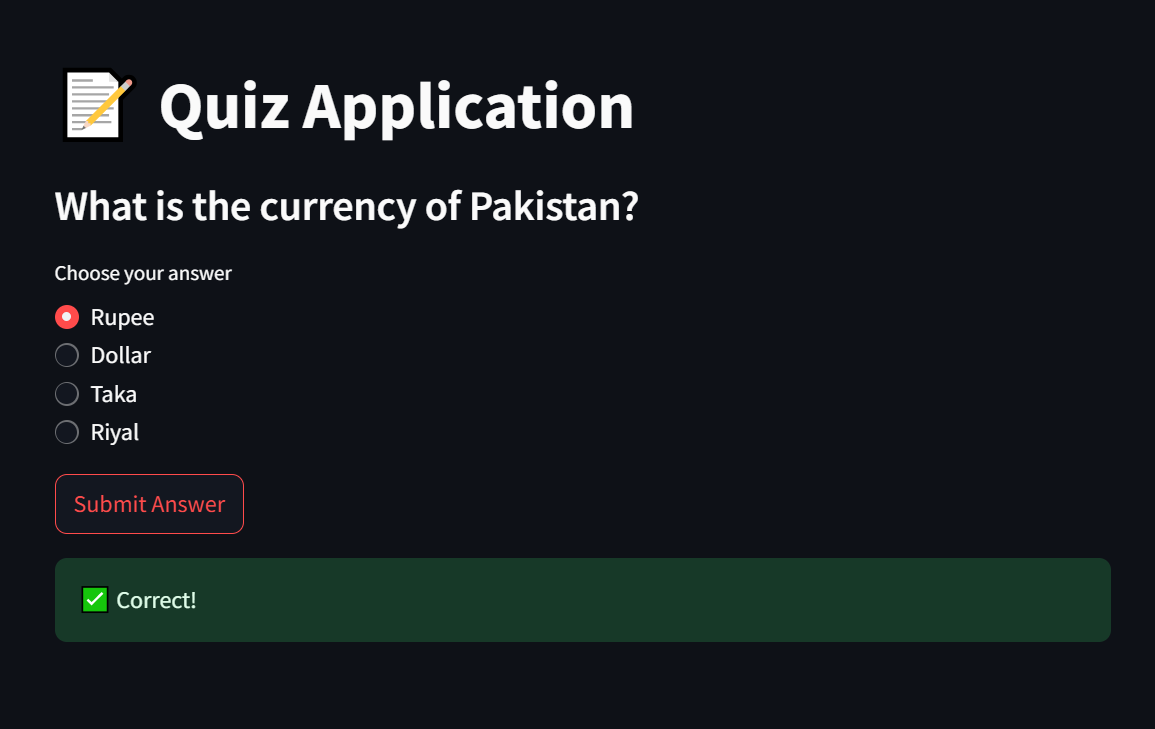 Quiz Application
What is the currency of Pakistan?
Choose your answer
Rupee
Dollar
Taka
Riyal
Submit Answer
Correct!